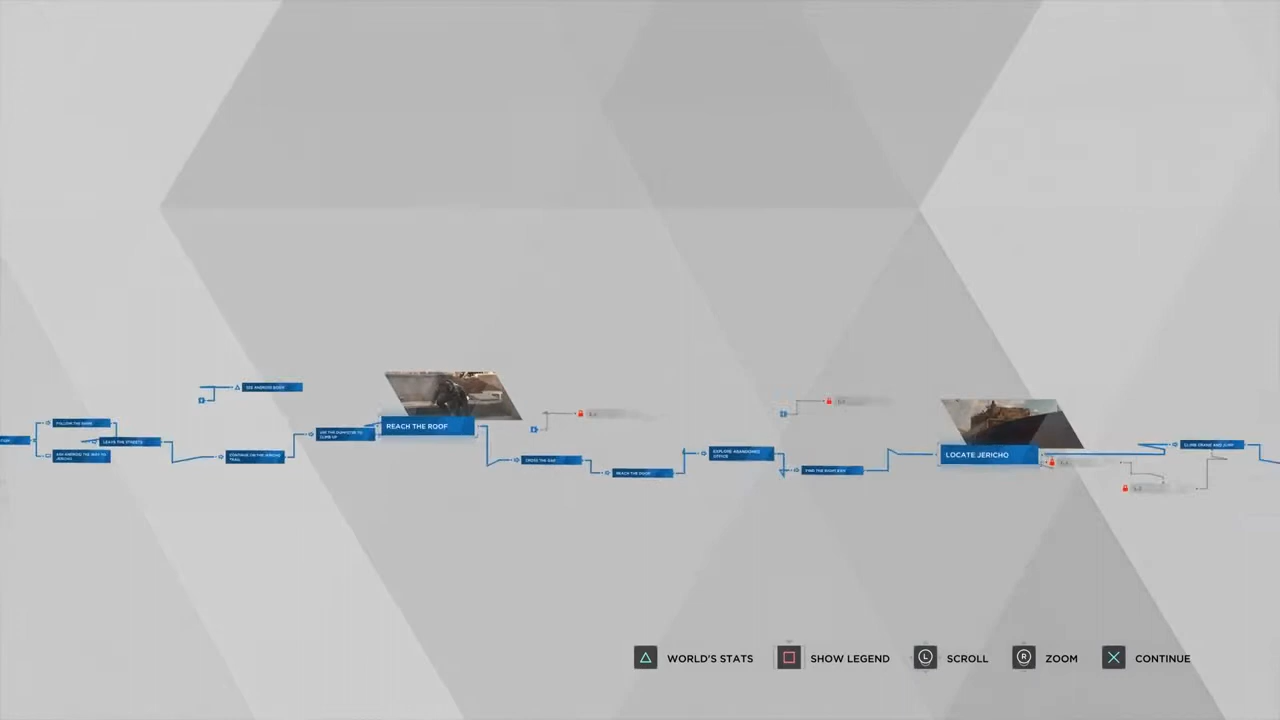 SEE ANDROID BODY
FOLLOW THE MARK
LEAVE THE STREETS
ASK ANDROID THE WAY TO
JERICHO
CONTINUE ON THE JERICHO
TRAIL
USE THE DUMPSTER TO
CLIMB UP
REACH THE ROOF
CROSS THE GAP
REACH THE ROOF
EXPLORE ABANDONED
OFFICE
FIND THE RIGHT EXIT
LOCATE JERICHO
CLIMB CRANE AND JUMP
WORLD'S STATS
SHOW LEGEND
L
SCROLL
R
ZOOM
CONTINUE